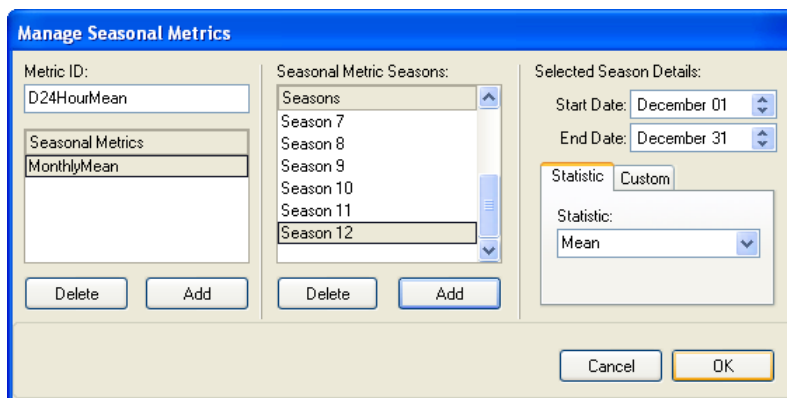 Manage Seasonal Metrics
Metric ID:
D24HourMean
Seasonal Metrics
MonthlyMean
Delete
Add
Seasonal Metric Seasons:
Seasons
Season 7
Season 8
Season 9
Season 10
Season 11
Season 12
Delete
Add
Selected Season Details:
Start Date: December 01
End Date: December 31
Statistic
Custom
Statistic:
Mean
Cancel
OK